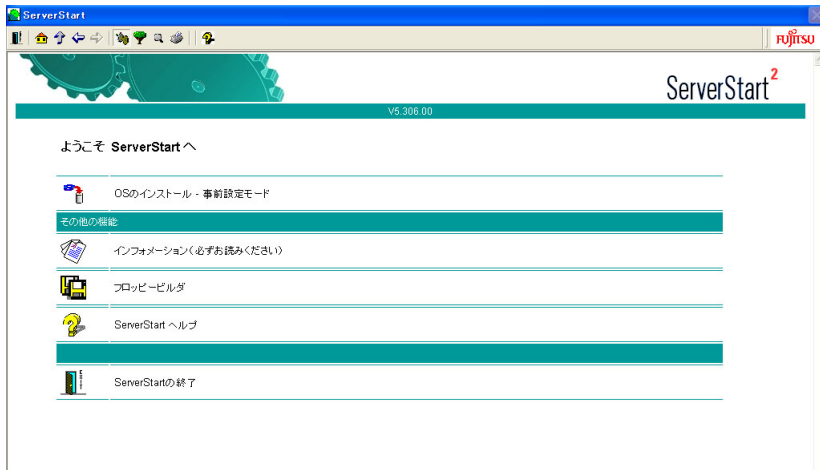 ServerStart
FUJITSU
ServerStart2
V5.306.00
ようこそ ServerStart へ
OSのインストール - 事前設定モード
その他の機能:
インフォメーション(必ずお読みください)
フロッピービルダ
ServerStart ヘルプ
EXIT
ServerStartの終了